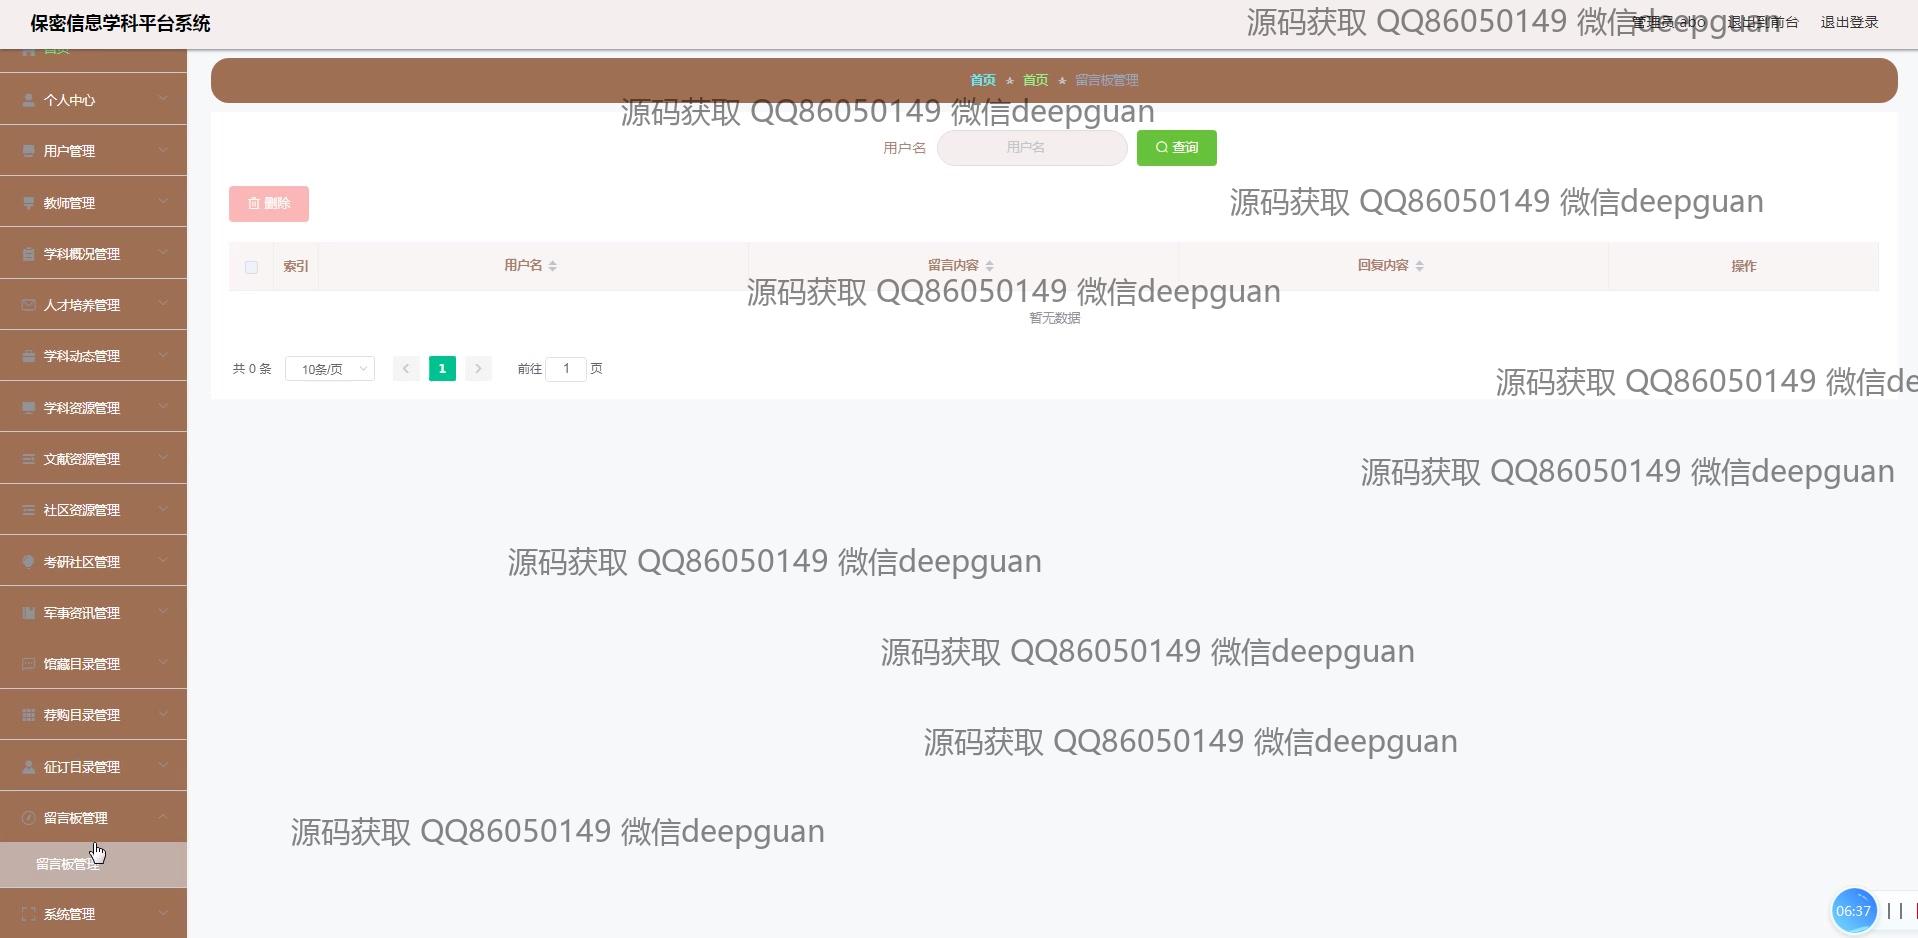 保密信息学科平台系统
源码获取 QQ86050149 微信deepguan
管理员 abo
退出到前台
退出登录
首页
首页 首页 留言板管理
源码获取 QQ86050149 微信deepguan
用户名 用户名 查询
删除
源码获取 QQ86050149 微信deepguan
索引 用户名 留言内容 回复内容 操作
源码获取 QQ86050149 微信deepguan
暂无数据
共 0 条 10条/页 1 前往 1 页
源码获取 QQ86050149 微信de
源码获取 QQ86050149 微信deepguan
源码获取 QQ86050149 微信deepguan
源码获取 QQ86050149 微信deepguan
源码获取 QQ86050149 微信deepguan
源码获取 QQ86050149 微信deepguan
个人中心
用户管理
教师管理
学科概况管理
人才培养管理
学科动态管理
学科资源管理
文献资源管理
社区资源管理
考研社区管理
军事资讯管理
馆藏目录管理
荐购目录管理
征订目录管理
留言板管理
留言板管理
系统管理
06:37